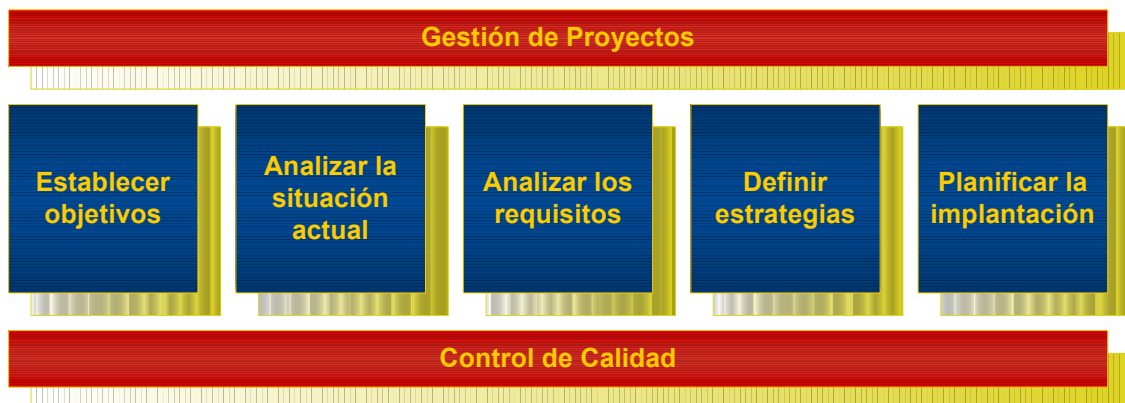 Gestión de Proyectos
Establecer
objetivos
Analizar la
situación
actual
Analizar los
requisitos
Definir
estrategias
Planificar la
implantación
Control de Calidad